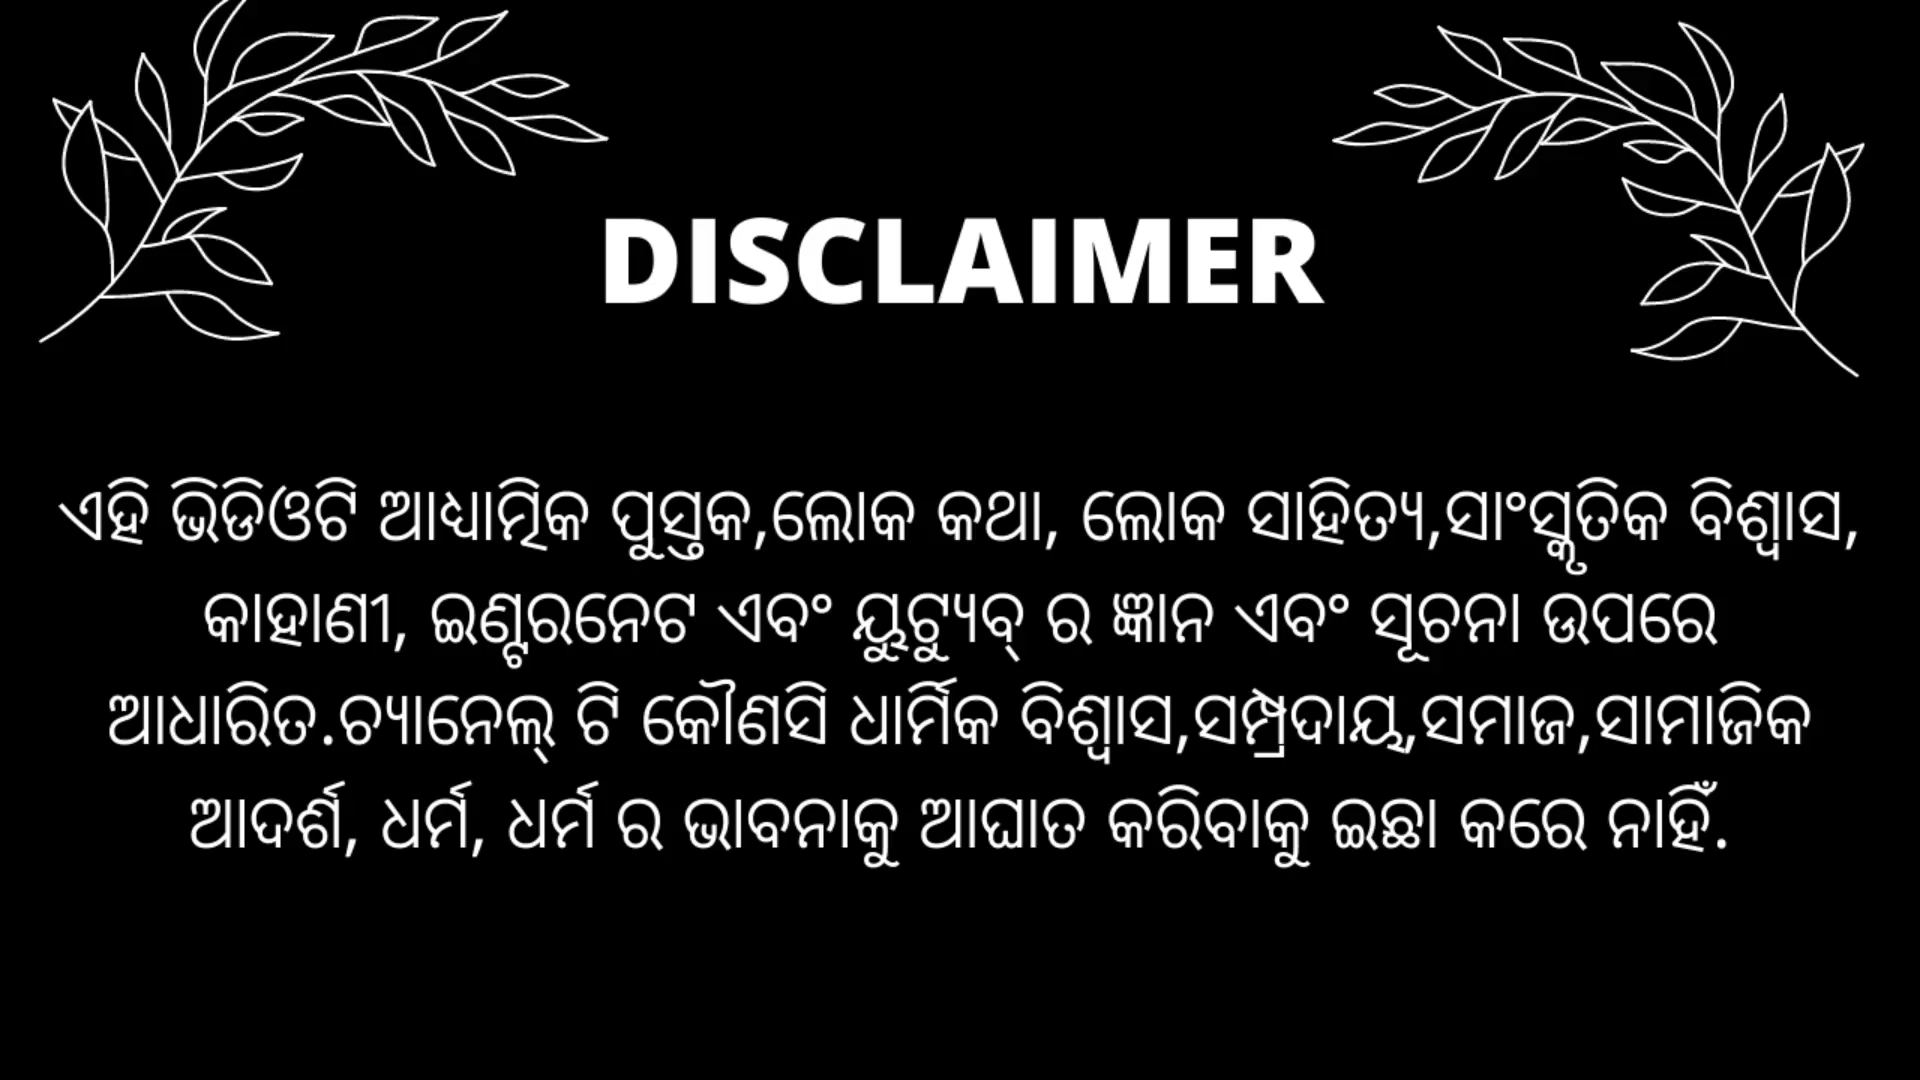 DISCLAIMER
ଏହି ଭିଡିଓଟି ଆଧ୍ୟାତ୍ମିକ ପୁସ୍ତକ,ଲୋକ କଥା, ଲୋକ ସାହିତ୍ୟ,ସାଂସ୍କୃତିକ ବିଶ୍ୱାସ,
କାହାଣୀ, ଇଣ୍ଟରନେଟ ଏବଂ ୟୁଟ୍ୟୁବ୍ ର ଜ୍ଞାନ ଏବଂ ସୂଚନା ଉପରେ
ଆଧାରିତ.ଚ୍ୟାନେଲ୍ ଟି କୌଣସି ଧାର୍ମିକ ବିଶ୍ୱାସ,ସମ୍ପ୍ରଦାୟ,ସମାଜ,ସାମାଜିକ
ଆଦର୍ଶ, ଧର୍ମ, ଧର୍ମ ର ଭାବନାକୁ ଆଘାତ କରିବାକୁ ଇଛା କରେ ନାହିଁ.